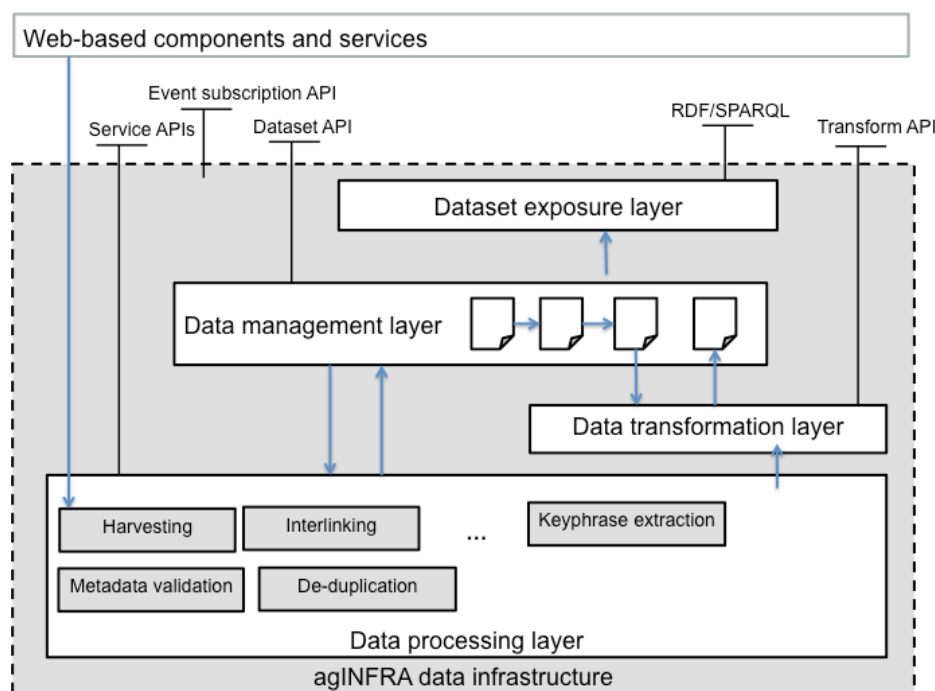 Web-based components and services
Event subscription API
Service APIs
Dataset API
RDF/SPARQL
Transform API
Dataset exposure layer
Data management layer
Data transformation layer
Harvesting
Interlinking
...
Keyphrase extraction
Metadata validation
De-duplication
Data processing layer
agINFRA data infrastructure